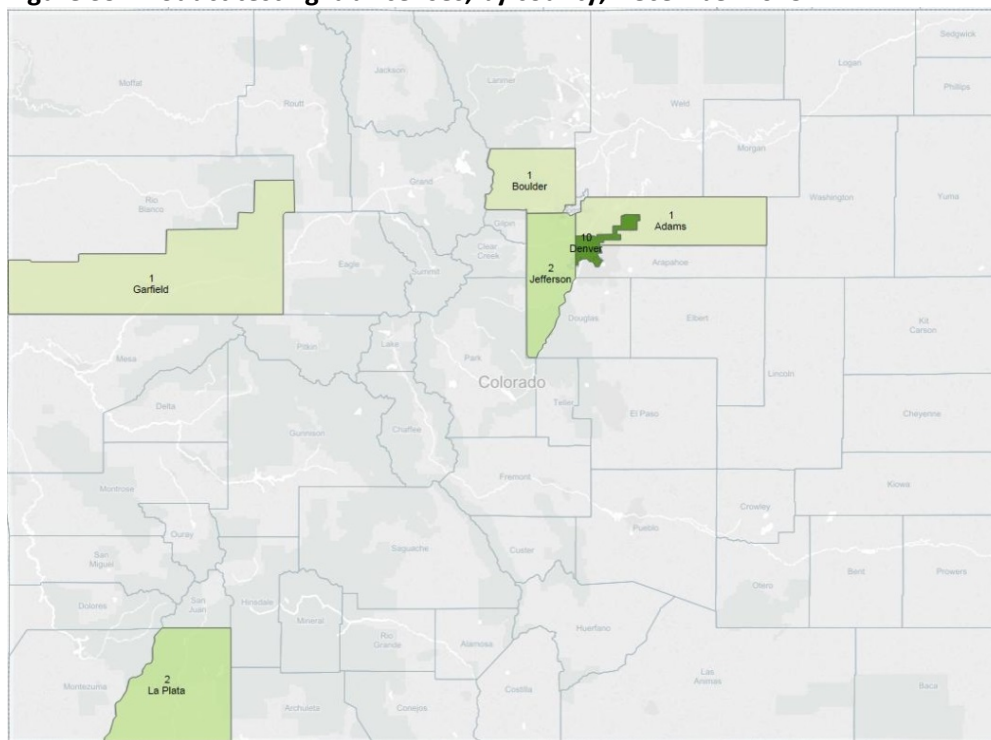 Moffat
Routt
Jackson
Larimer
Weld
Logan
Sedgwick
Phillips
Morgan
Washington
Yuma
Rio
Blanco
Grand
1
Boulder
Gilpin
Clear
Creek
1
Adams
10
Denver
2
Jefferson
Arapahoe
1
Garfield
Eagle
Summit
Douglas
Elbert
Kit
Carson
Mesa
Pitkin
Lake
Park
Colorado
Lincoln
Teller
El Paso
Cheyenne
Delta
Gunnison
Chaffee
Fremont
Kiowa
Montrose
Crowley
Pueblo
Ouray
Saguache
Custer
San
Miguel
Otero
Bent
Prowers
Dolores
San
Juan
Hinsdale
Mineral
Rio
Grande
Alamosa
Huerfano
Montezuma
2
La Plata
Archuleta
Conejos
Costilla
Las
Animas
Baca